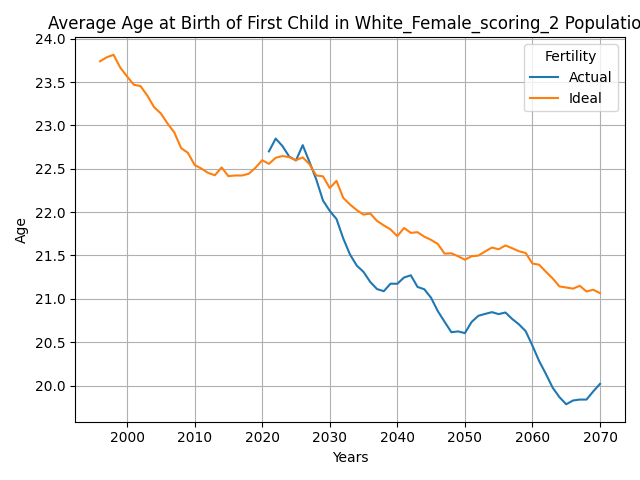 Average Age at Birth of First Child in White_Female_scoring_2 Populatio
24.0
23.5
23.0
22.5
22.0
21.5
21.0
20.5
20.0
Age
Fertility
Actual
Ideal
2000 2010 2020 2030 2040 2050 2060 2070
Years